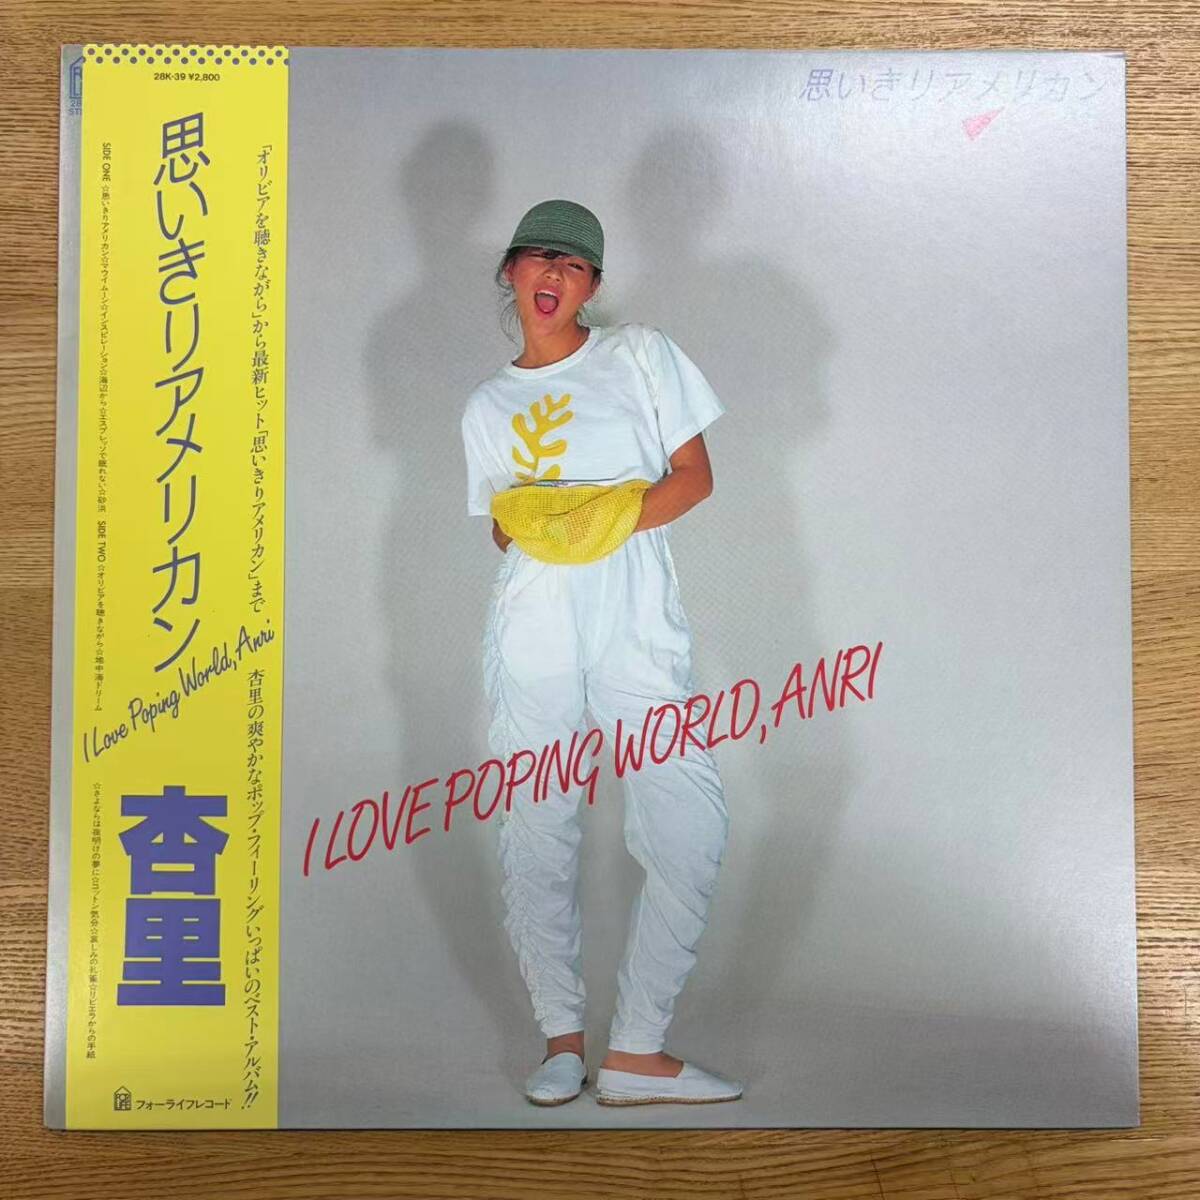 28K-39 ¥2,800
思いきりアメリカン
I Love Poping World, Anri
杏里
「オリビアを聴きながら」から最新ヒット「思いきりアメリカン」まで
杏里の爽やかなポップ・フィーリングいっぱいのベスト・アルバム!!
SIDE ONE ☆思いきりアメリカン☆マウイムーン☆インスピレーション☆海辺から☆エスプレッソで眠れない☆砂浜
SIDE TWO ☆オリビアを聴きながら☆地中海ドリーム
☆さよならは夜明けの夢に☆コットン気分☆哀しみの孔雀☆リビエラからの手紙
FOR LIFE
フォーライフレコード
思いきりアメリカン
I LOVE POPING WORLD, ANRI